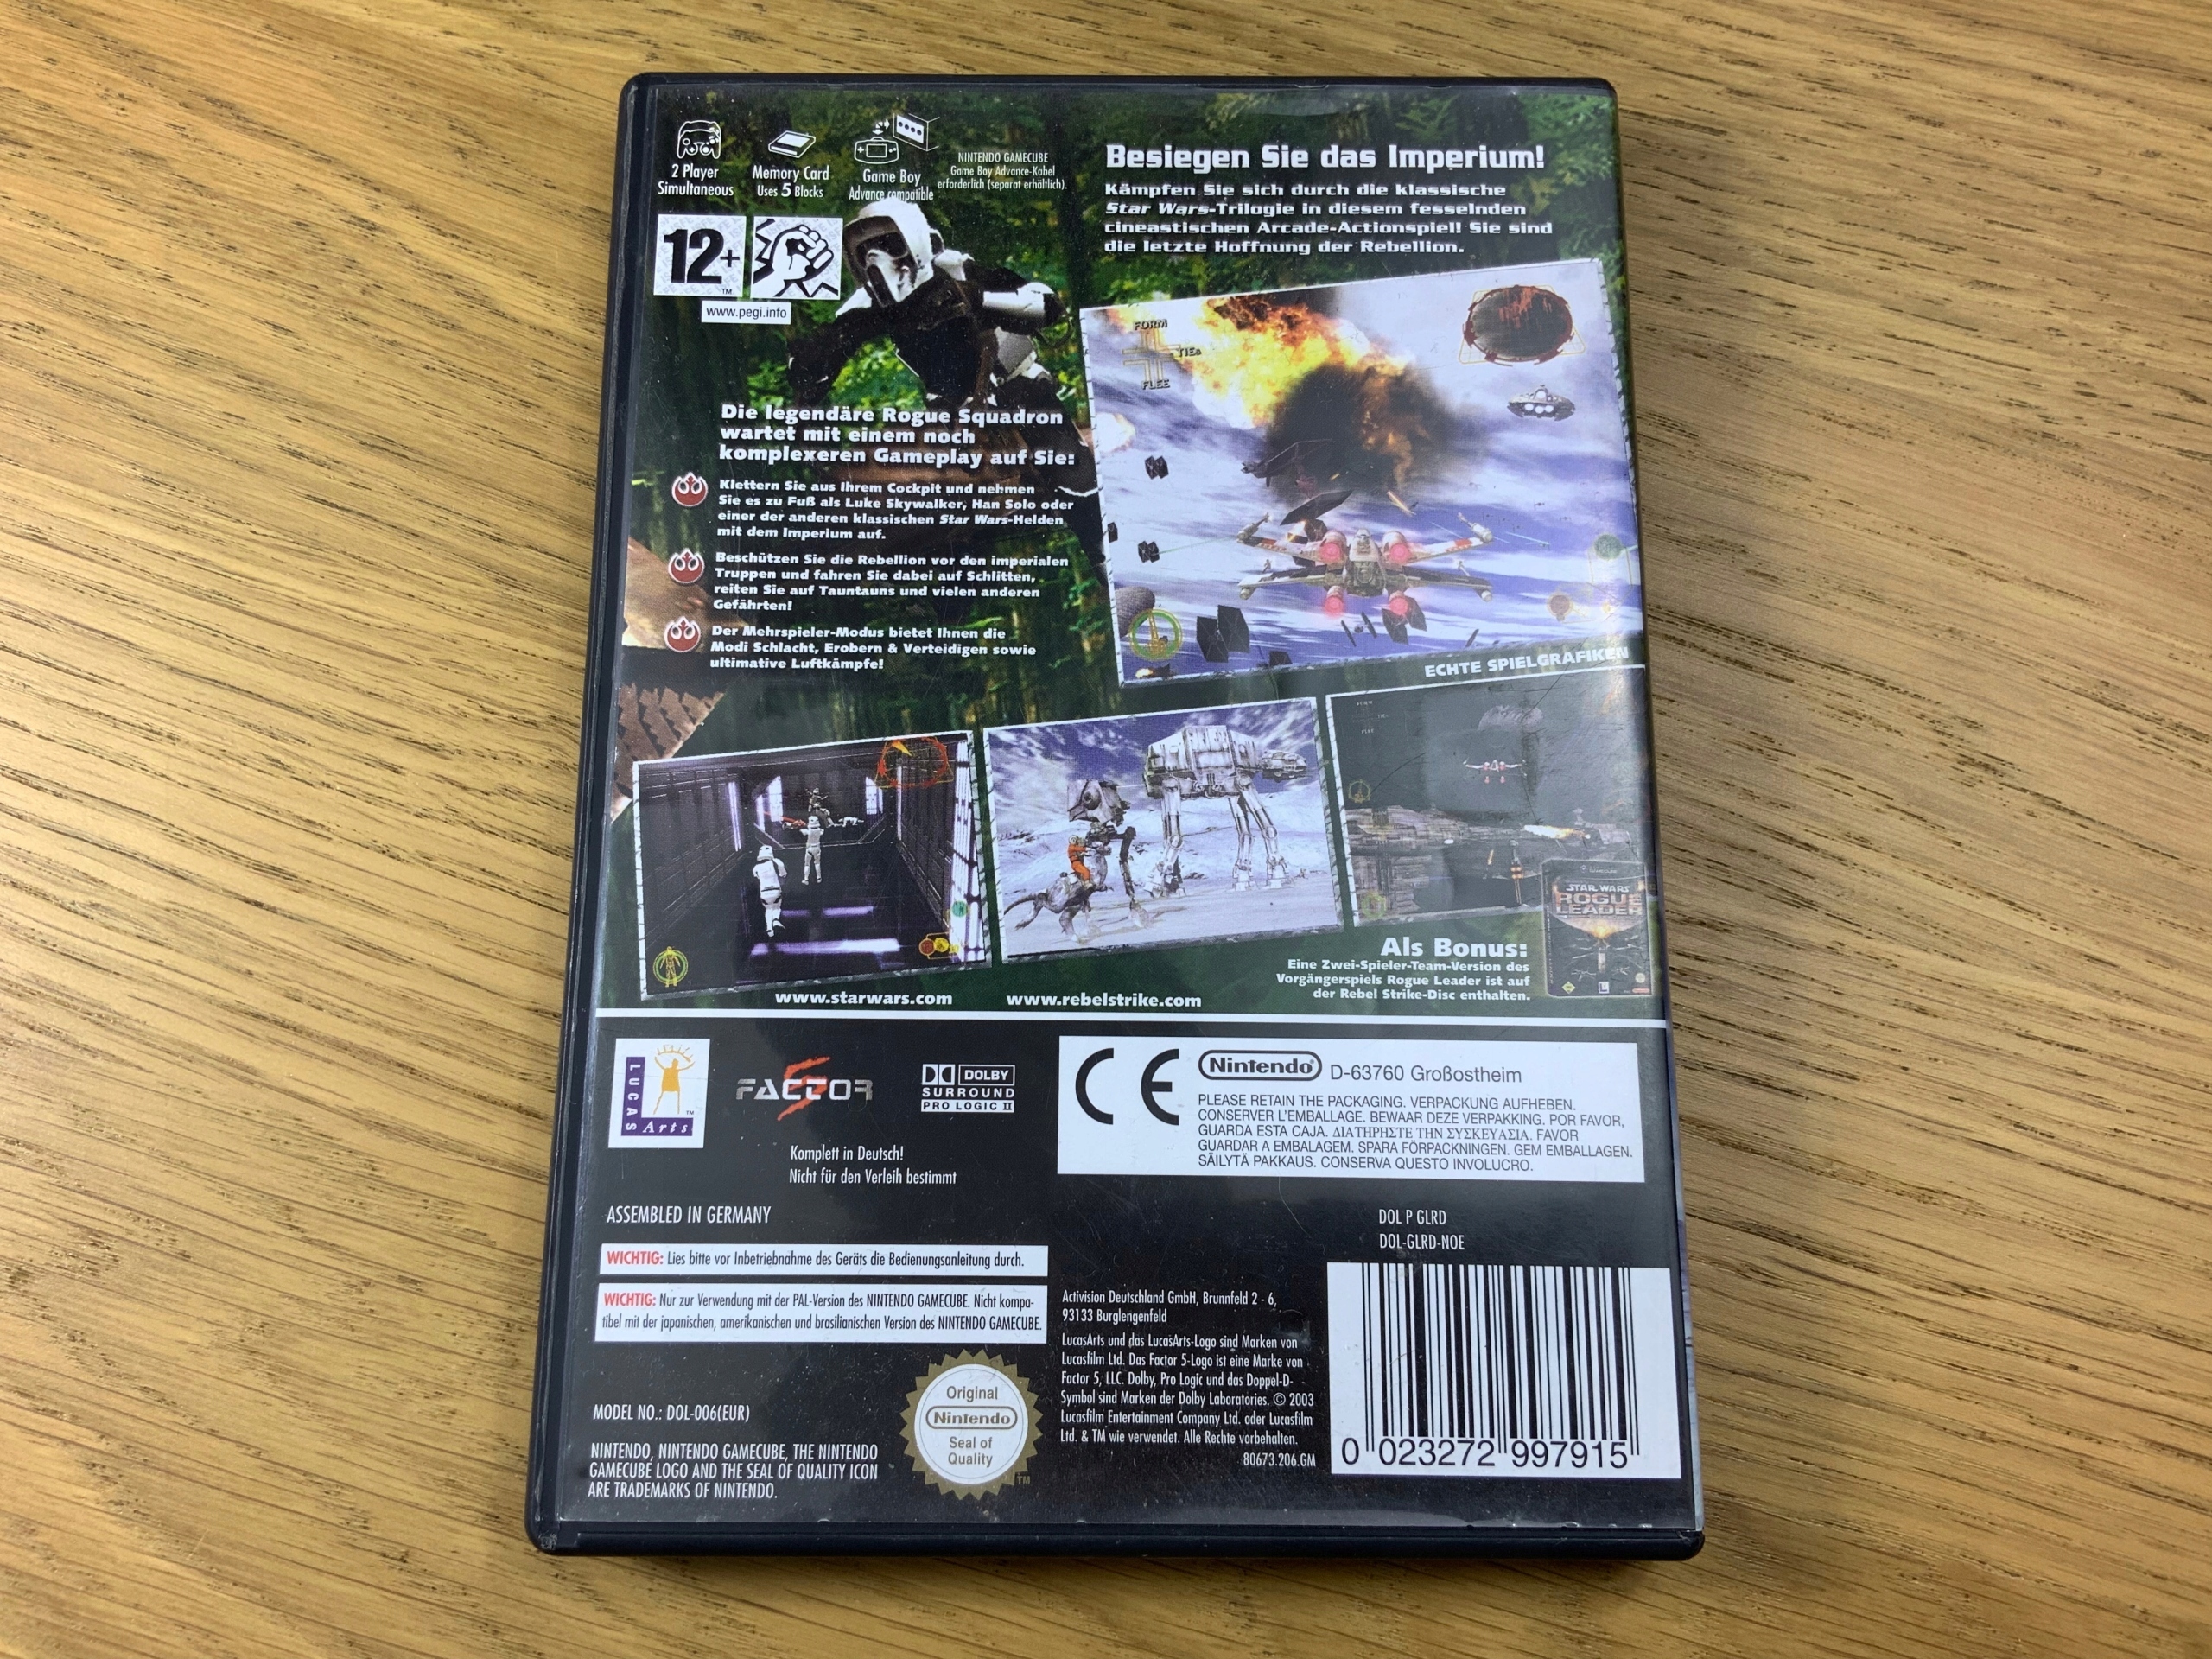 2 Player
Simultaneous
Memory Card
Uses 5 Blocks
Game Boy
Advance compatible
NINTENDO GAMECUBE
Game Boy Advance-Kabel
erforderlich (separat erhältlich).
12+
™
www.pegi.info
Besiegen Sie das Imperium!
Kämpfen Sie sich durch die klassische
Star Wars-Trilogie in diesem fesselnden
cineastischen Arcade-Actionspiel! Sie sind
die letzte Hoffnung der Rebellion.
FORM
TIEs
FLEE
Die legendäre Rogue Squadron
wartet mit einem noch
komplexeren Gameplay auf Sie:
Klettern Sie aus Ihrem Cockpit und nehmen
Sie es zu Fuß als Luke Skywalker, Han Solo oder
einer der anderen klassischen Star Wars-Helden
mit dem Imperium auf.
Beschützen Sie die Rebellion vor den imperialen
Truppen und fahren Sie dabei auf Schlitten,
reiten Sie auf Tauntauns und vielen anderen
Gefährten!
Der Mehrspieler-Modus bietet Ihnen die
Modi Schlacht, Erobern & Verteidigen sowie
ultimative Luftkämpfe!
ECHTE SPIELGRAFIKEN
STAR WARS
ROGUE
LEADER
Als Bonus:
Eine Zwei-Spieler-Team-Version des
Vorgängerspiels Rogue Leader ist auf
der Rebel Strike-Disc enthalten.
www.starwars.com
www.rebelstrike.com
LUCAS
Arts
™
FACTOR 5
DOLBY
SURROUND
PRO LOGIC II
Komplett in Deutsch!
Nicht für den Verleih bestimmt
CE
Nintendo® D-63760 Großostheim
PLEASE RETAIN THE PACKAGING. VERPACKUNG AUFHEBEN.
CONSERVER L'EMBALLAGE. BEWAAR DEZE VERPAKKING. POR FAVOR,
GUARDA ESTA CAJA. ΔΙΑΤΗΡΗΣΤΕ ΤΗΝ ΣΥΣΚΕΥΑΣΙΑ. FAVOR
GUARDAR A EMBALAGEM. SPARA FÖRPACKNINGEN. GEM EMBALLAGEN.
SÄILYTÄ PAKKAUS. CONSERVA QUESTO INVOLUCRO.
ASSEMBLED IN GERMANY
DOL P GLRD
DOL-GLRD-NOE
WICHTIG: Lies bitte vor Inbetriebnahme des Geräts die Bedienungsanleitung durch.
WICHTIG: Nur zur Verwendung mit der PAL-Version des NINTENDO GAMECUBE. Nicht kompa-
tibel mit der japanischen, amerikanischen und brasilianischen Version des NINTENDO GAMECUBE.
Activision Deutschland GmbH, Brunnfeld 2 - 6,
93133 Burglengenfeld
LucasArts und das LucasArts-Logo sind Marken von
Lucasfilm Ltd. Das Factor 5-Logo ist eine Marke von
Factor 5, LLC. Dolby, Pro Logic und das Doppel-D-
Symbol sind Marken der Dolby Laboratories. © 2003
Lucasfilm Entertainment Company Ltd. oder Lucasfilm
Ltd. & TM wie verwendet. Alle Rechte vorbehalten.
80673.206.GM
MODEL NO.: DOL-006(EUR)
NINTENDO, NINTENDO GAMECUBE, THE NINTENDO
GAMECUBE LOGO AND THE SEAL OF QUALITY ICON
ARE TRADEMARKS OF NINTENDO.
Original
Nintendo
Seal of
Quality
TM
0 023272 997915